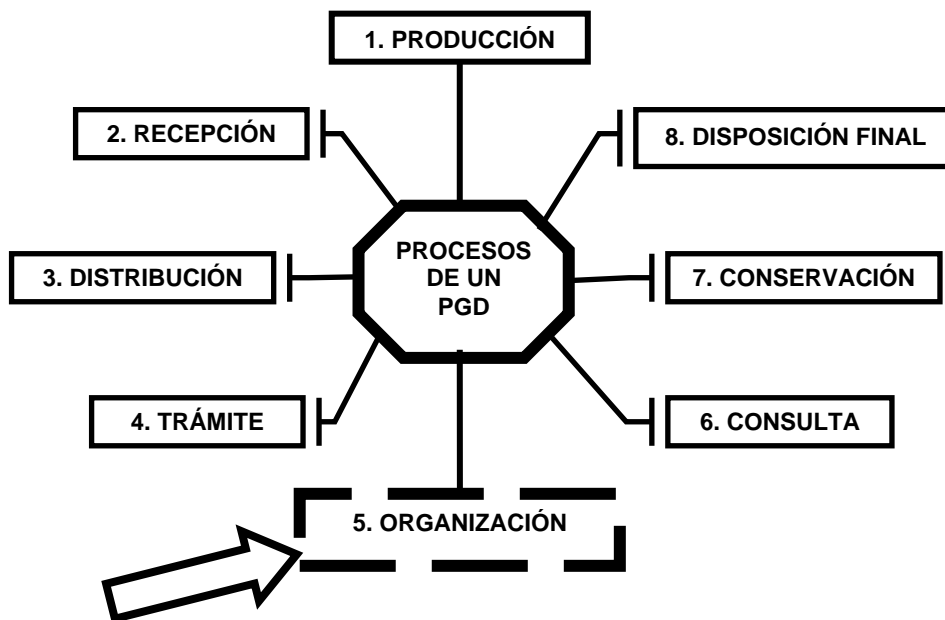 1. PRODUCCIÓN
2. RECEPCIÓN
8. DISPOSICIÓN FINAL
PROCESOS
DE UN
PGD
3. DISTRIBUCIÓN
7. CONSERVACIÓN
4. TRÁMITE
6. CONSULTA
5. ORGANIZACIÓN